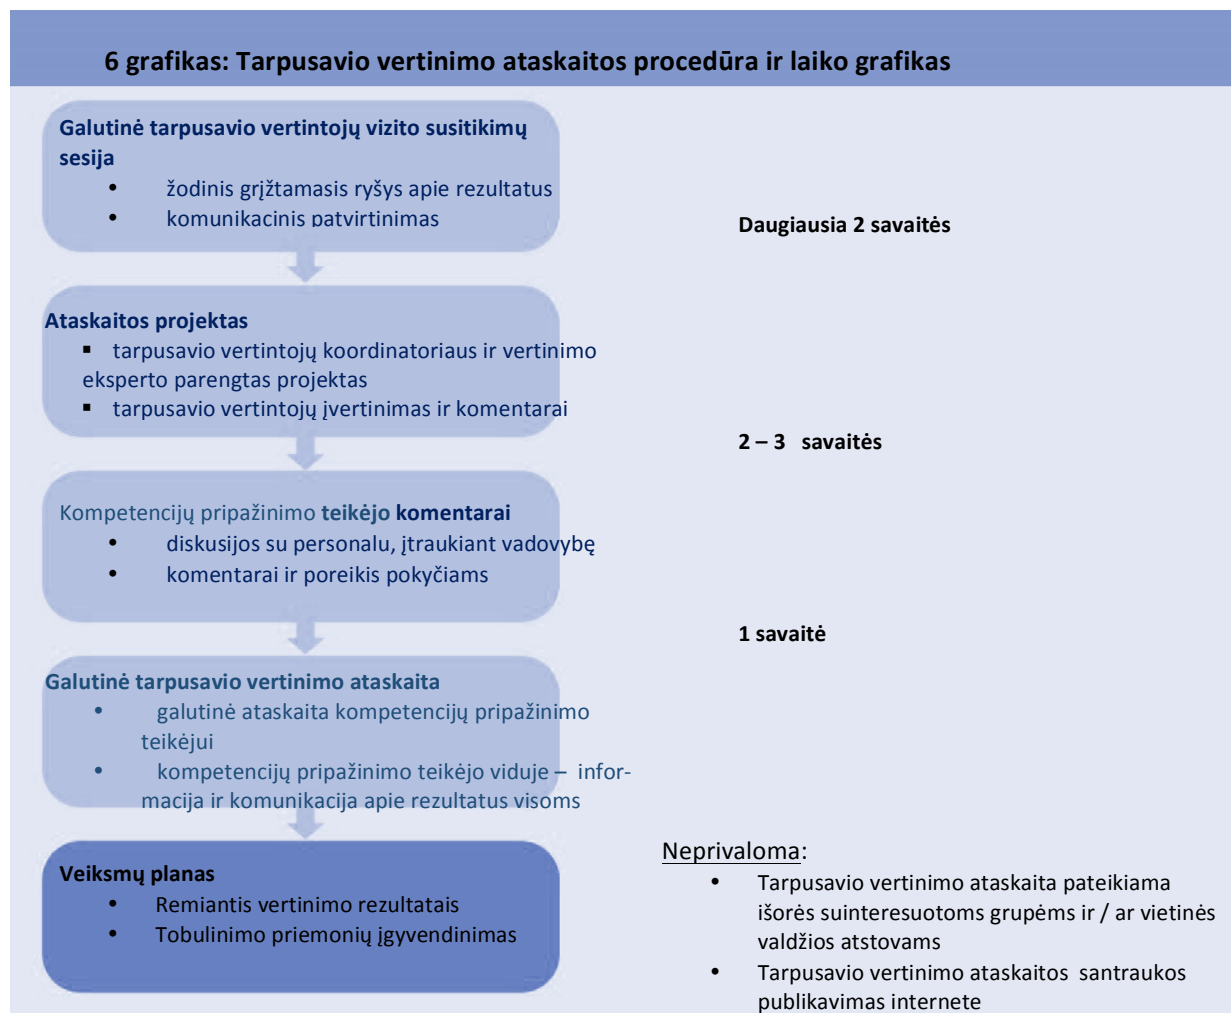 6 grafikas: Tarpusavio vertinimo ataskaitos procedūra ir laiko grafikas
Galutinė tarpusavio vertintojų vizito susitikimų
sesija
• žodinis grįžtamasis ryšys apie rezultatus
• komunikacinis patvirtinimas
Daugiausia 2 savaitės
Ataskaitos projektas
▪ tarpusavio vertintojų koordinatoriaus ir vertinimo
eksperto parengtas projektas
▪ tarpusavio vertintojų įvertinimas ir komentarai
2 – 3 savaitės
Kompetencijų pripažinimo teikėjo komentarai
• diskusijos su personalu, įtraukiant vadovybę
• komentarai ir poreikis pokyčiams
1 savaitė
Galutinė tarpusavio vertinimo ataskaita
• galutinė ataskaita kompetencijų pripažinimo
teikėjui
• kompetencijų pripažinimo teikėjo viduje – infor-
macija ir komunikacija apie rezultatus visoms
Veiksmų planas
• Remiantis vertinimo rezultatais
• Tobulinimo priemonių įgyvendinimas
Neprivaloma:
• Tarpusavio vertinimo ataskaita pateikiama
išorės suinteresuotoms grupėms ir / ar vietinės
valdžios atstovams
• Tarpusavio vertinimo ataskaitos santraukos
publikavimas internete